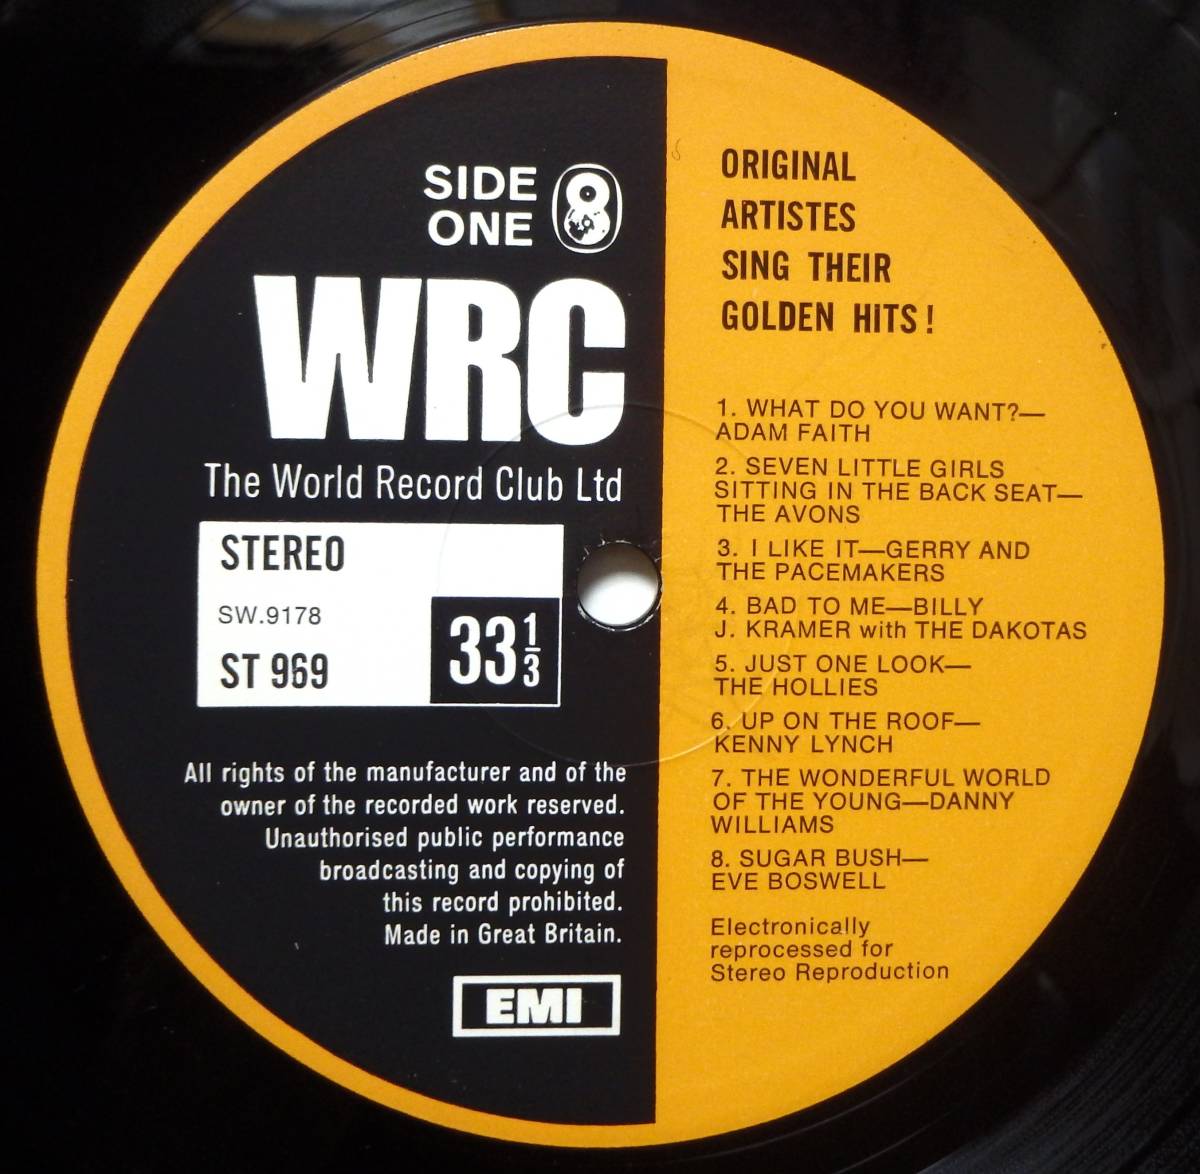 SIDE
ONE
8
WRC
The World Record Club Ltd
STEREO
SW.9178
ST 969
33 1/3
All rights of the manufacturer and of the
owner of the recorded work reserved.
Unauthorised public performance
broadcasting and copying of
this record prohibited.
Made in Great Britain.
EMI
ORIGINAL
ARTISTES
SING THEIR
GOLDEN HiTS!
1. WHAT DO YOU WANT?—
ADAM FAITH
2. SEVEN LITTLE GIRLS
SITTING IN THE BACK SEAT—
THE AVONS
3. I LIKE IT—GERRY AND
THE PACEMAKERS
4. BAD TO ME—BILLY
J. KRAMER with THE DAKOTAS
5. JUST ONE LOOK—
THE HOLLIES
6. UP ON THE ROOF—
KENNY LYNCH
7. THE WONDERFUL WORLD
OF THE YOUNG—DANNY
WILLIAMS
8. SUGAR BUSH—
EVE BOSWELL
Electronically
reprocessed for
Stereo Reproduction